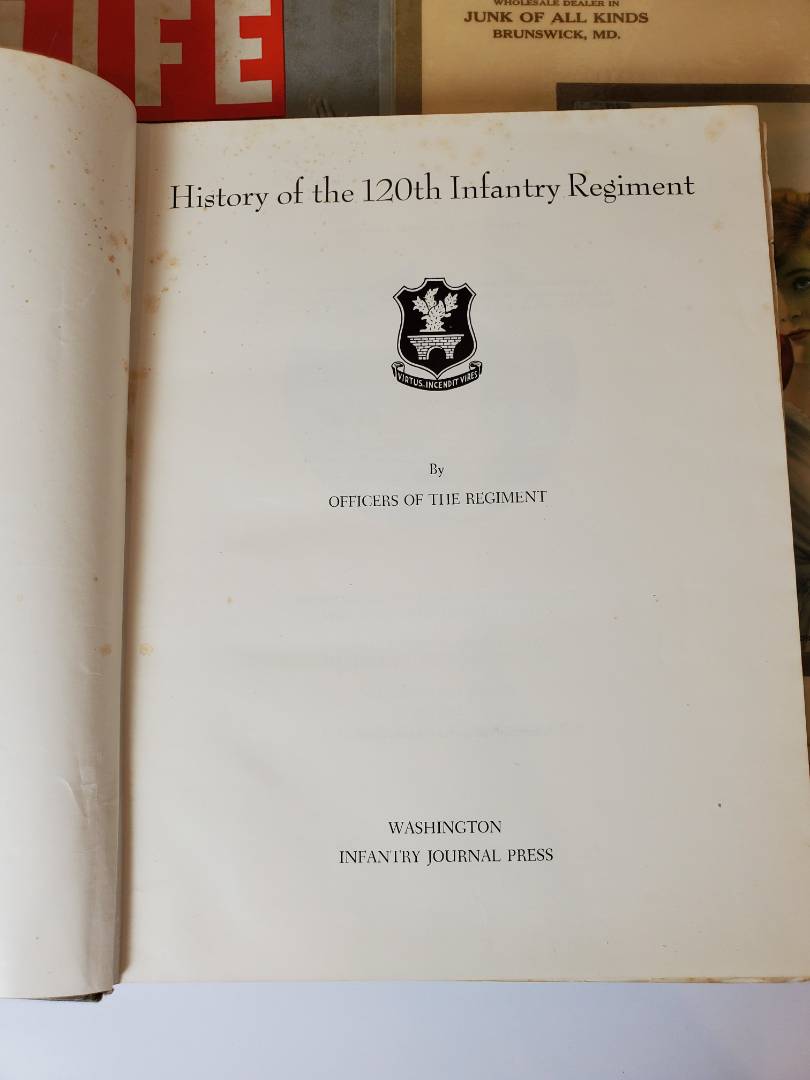 IFE
WHOLESALE DEALER IN
JUNK OF ALL KINDS
BRUNSWICK, MD.
History of the 120th Infantry Regiment
VIRTUS INCENDIT VIRES
By
OFFICERS OF THE REGIMENT
WASHINGTON
INFANTRY JOURNAL PRESS